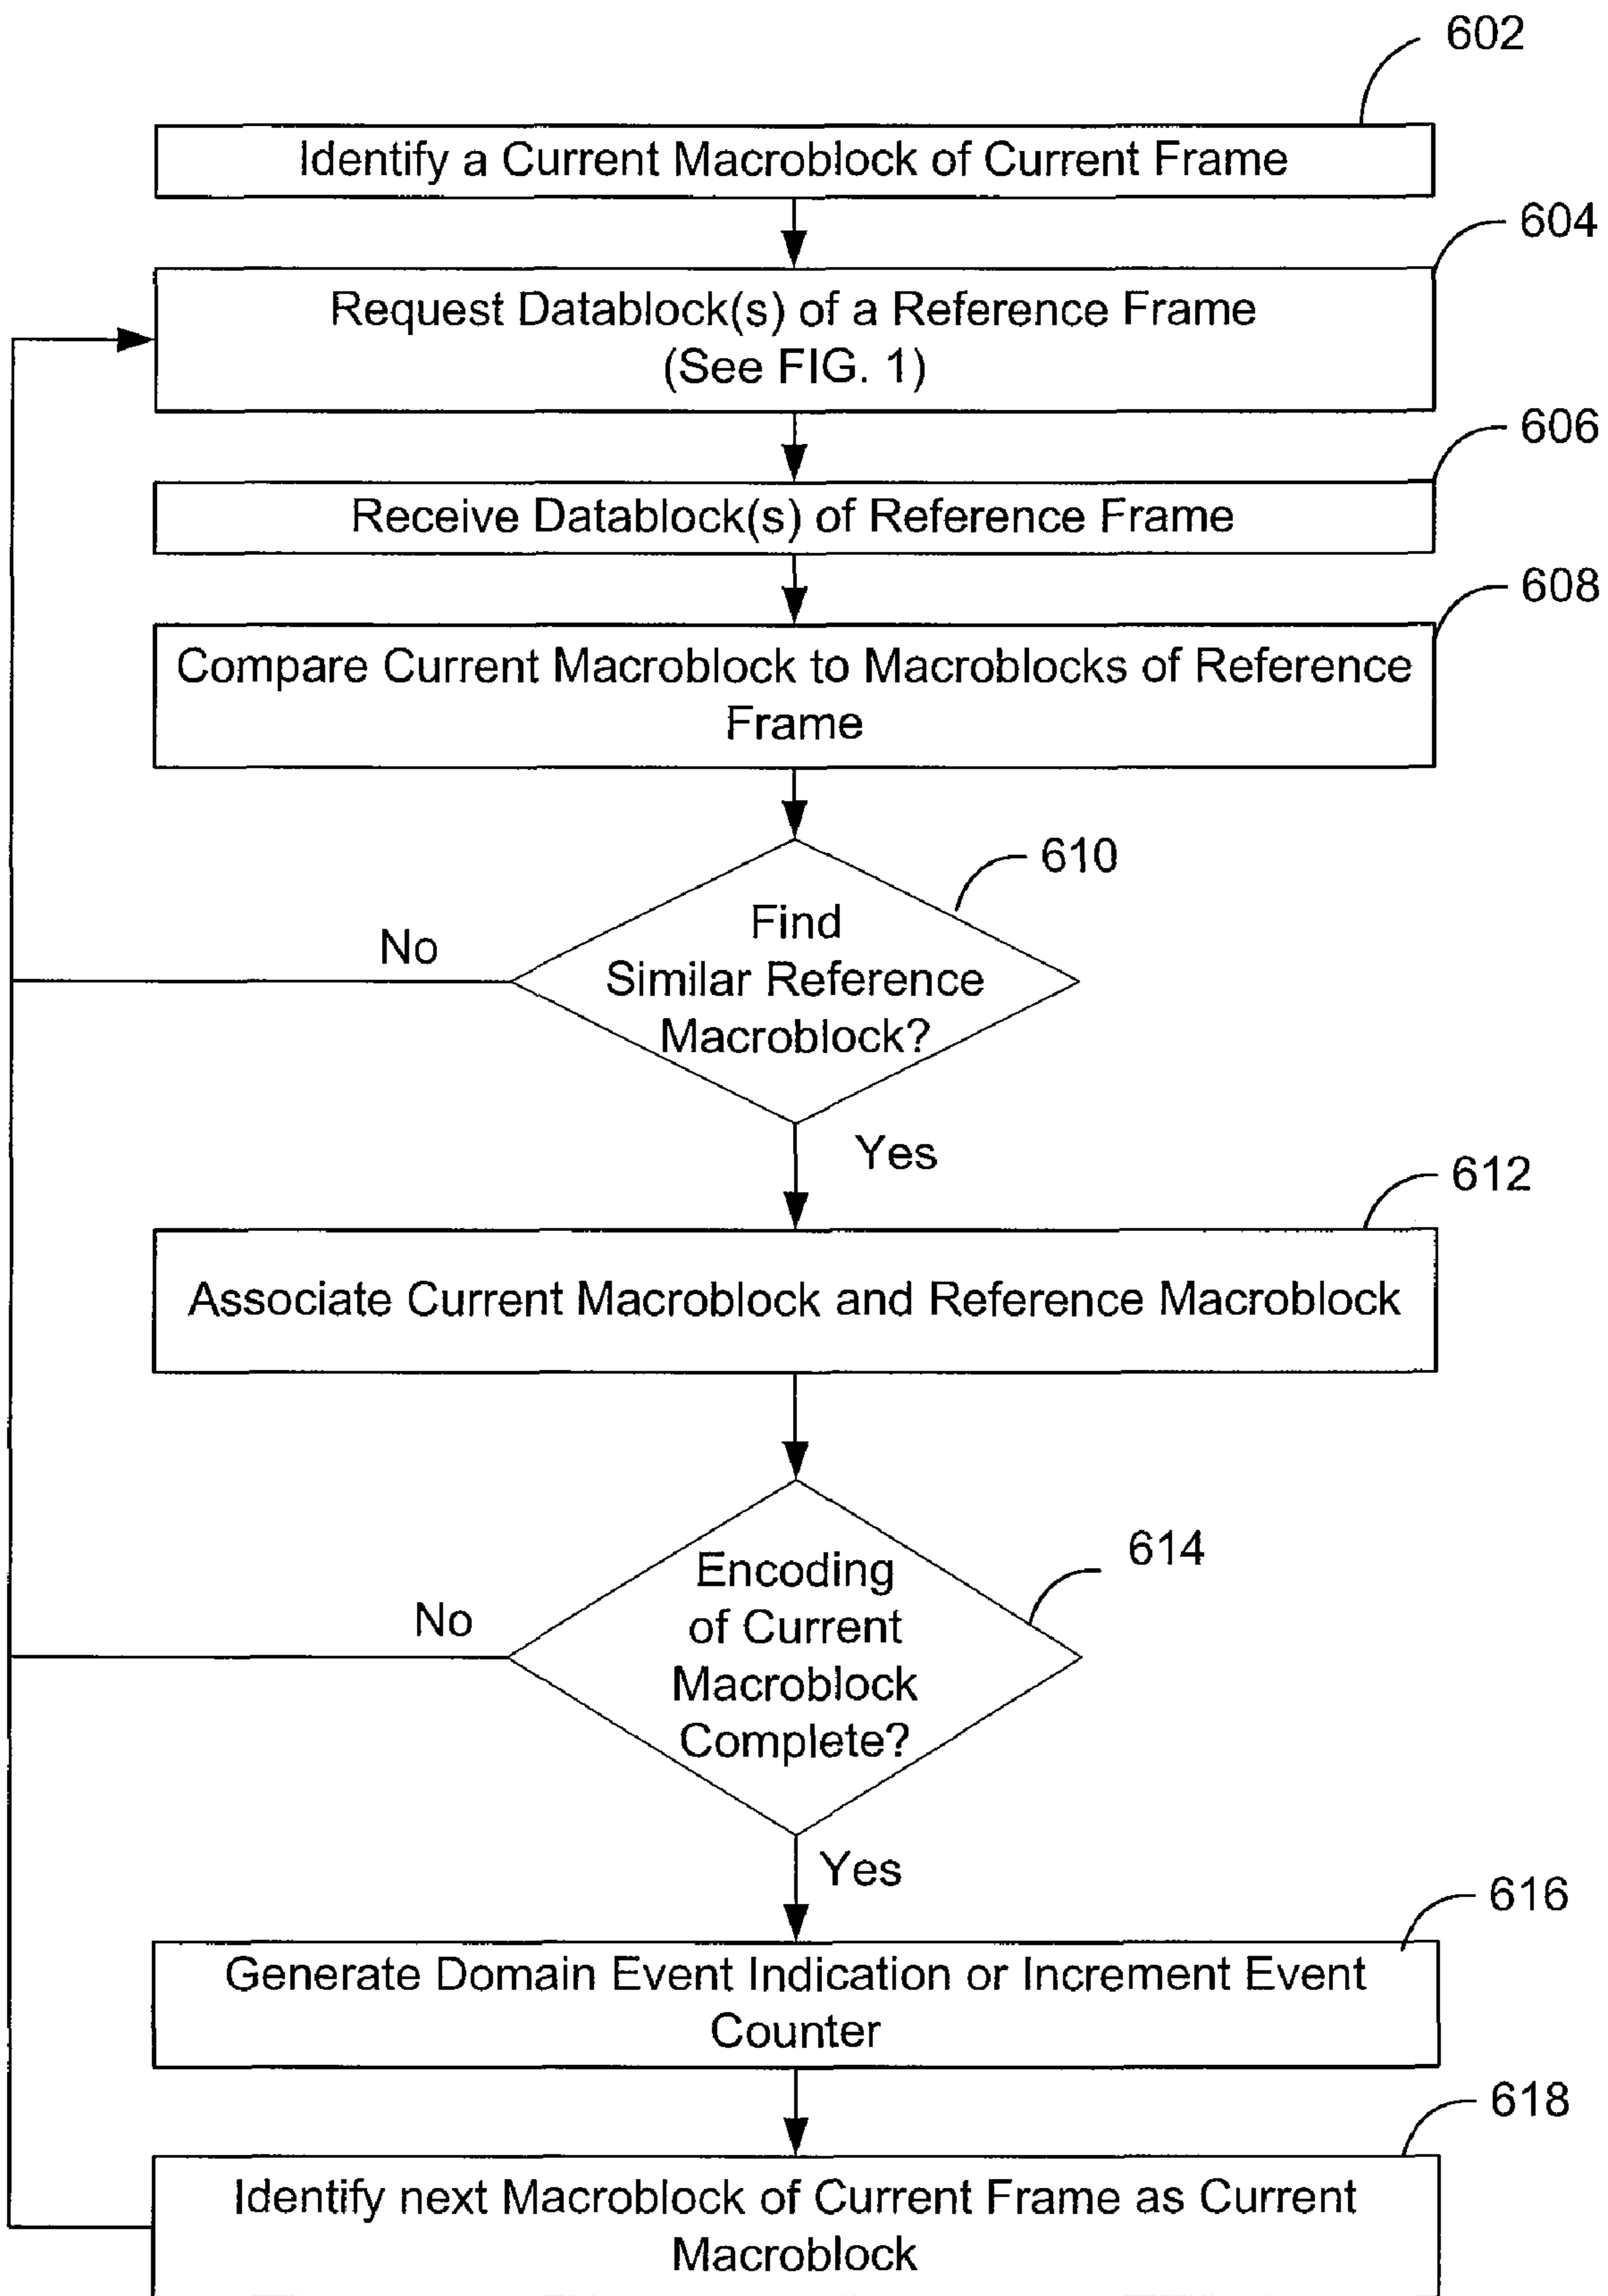 602
Identify a Current Macroblock of Current Frame
604
Request Datablock(s) of a Reference Frame
(See FIG. 1)
606
Receive Datablock(s) of Reference Frame
608
Compare Current Macroblock to Macroblocks of Reference
Frame
610
Find
Similar Reference
Macroblock?
No
Yes
612
Associate Current Macroblock and Reference Macroblock
614
Encoding
of Current
Macroblock
Complete?
No
Yes
616
Generate Domain Event Indication or Increment Event
Counter
618
Identify next Macroblock of Current Frame as Current
Macroblock